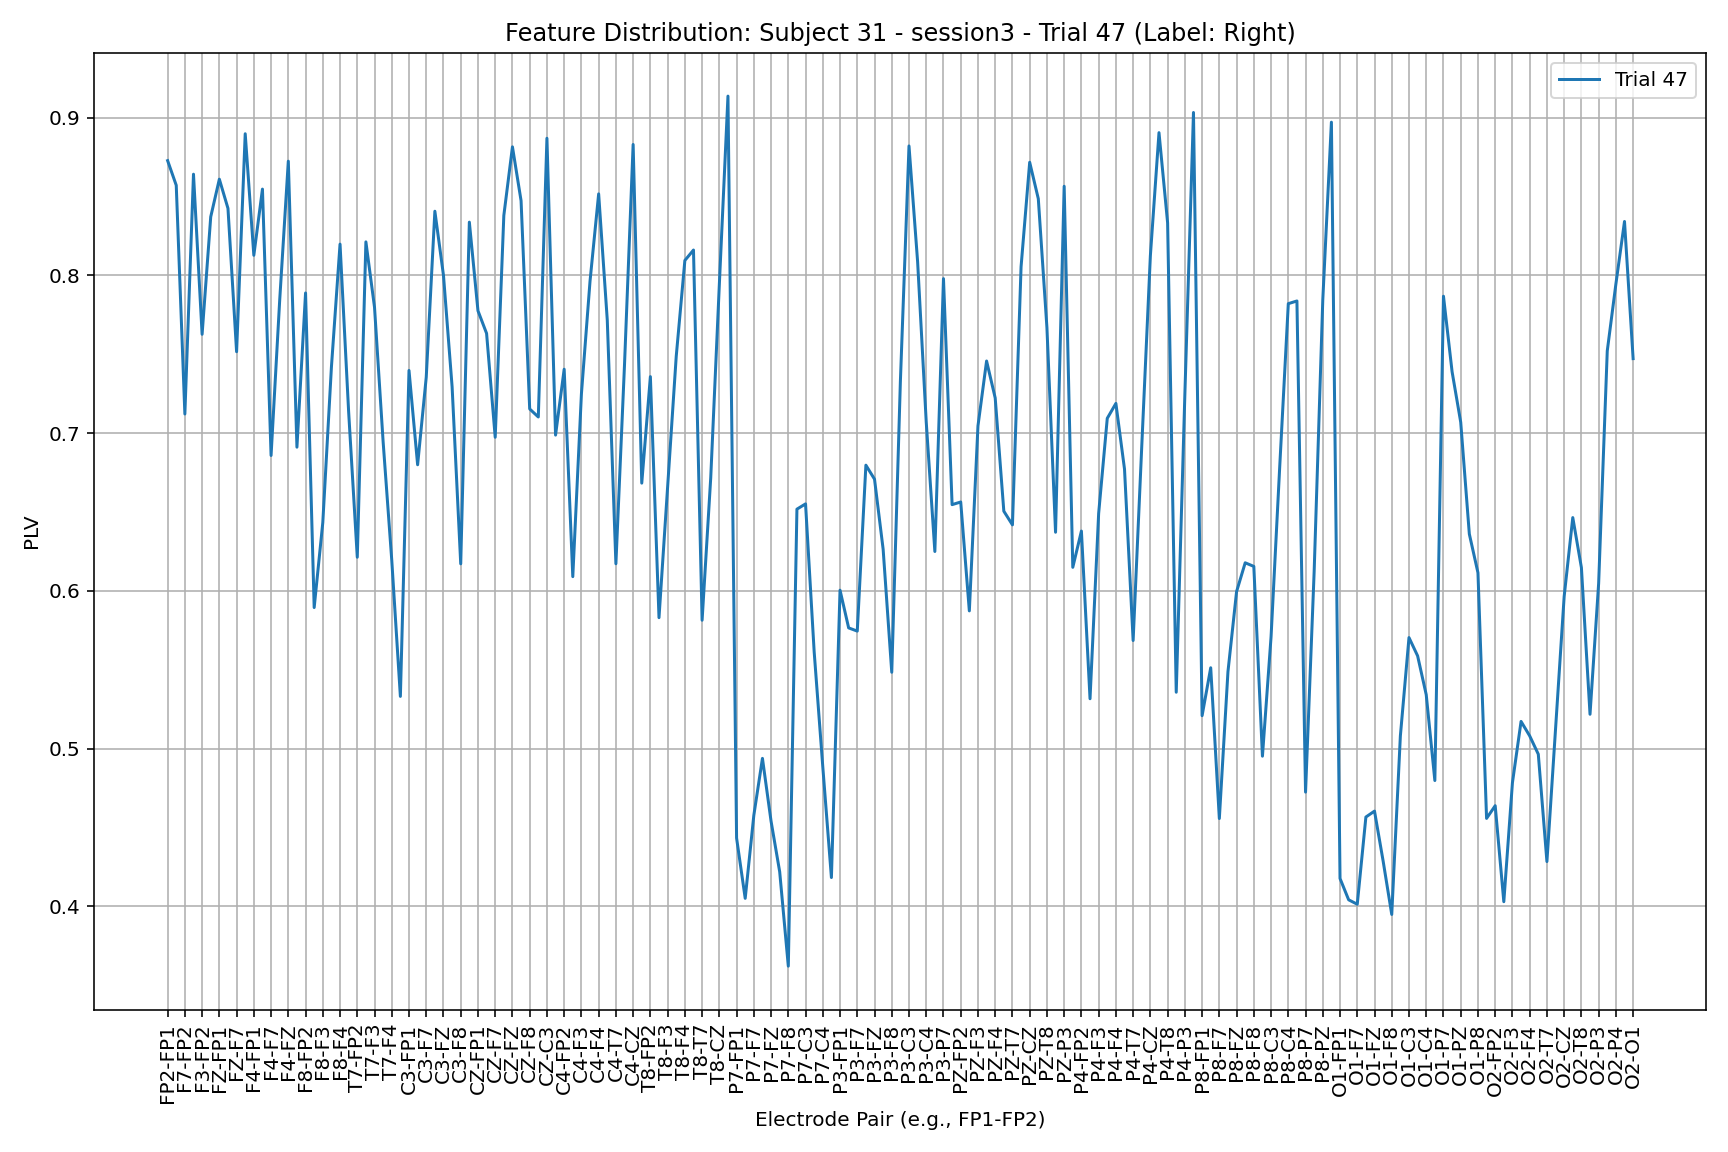 Feature Distribution: Subject 31 - session3 - Trial 47 (Label: Right)
Trial 47
0.9
0.8
0.7
0.6
0.5
0.4
PLV
FP2-FP1
F7-FP2
F3-FP2
FZ-FP1
FZ-F7
F4-FP1
F4-F7
F4-FZ
F8-FP2
F8-F3
F8-F4
T7-FP2
T7-F3
T7-F4
C3-FP1
C3-F7
C3-FZ
C3-F8
CZ-FP1
CZ-F7
CZ-FZ
CZ-F8
CZ-C3
C4-FP2
C4-F3
C4-F4
C4-T7
C4-CZ
T8-FP2
T8-F3
T8-F4
T8-T7
T8-CZ
P7-FP1
P7-F7
P7-FZ
P7-F8
P7-C3
P7-C4
P3-FP1
P3-F7
P3-FZ
P3-F8
P3-C3
P3-C4
P3-P7
PZ-FP2
PZ-F3
PZ-F4
PZ-T7
PZ-CZ
PZ-T8
PZ-P3
P4-FP2
P4-F3
P4-F4
P4-T7
P4-CZ
P4-T8
P4-P3
P8-FP1
P8-F7
P8-FZ
P8-F8
P8-C3
P8-C4
P8-P7
P8-PZ
O1-FP1
O1-F7
O1-FZ
O1-F8
O1-C3
O1-C4
O1-P7
O1-PZ
O1-P8
O2-FP2
O2-F3
O2-F4
O2-T7
O2-CZ
O2-T8
O2-P3
O2-P4
O2-O1
Electrode Pair (e.g., FP1-FP2)